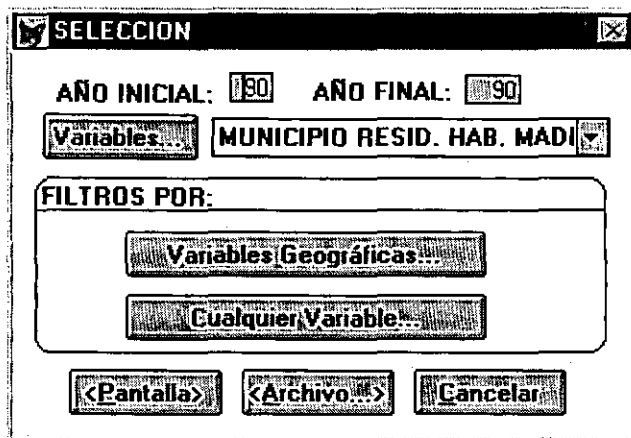 SELECCION
AÑO INICIAL: 90 AÑO FINAL: 90
Variables... MUNICIPIO RESID. HAB. MADI
FILTROS POR:
Variables Geográficas...
Cualquier Variable...
<Pantalla> <Archivo...> Cancelar